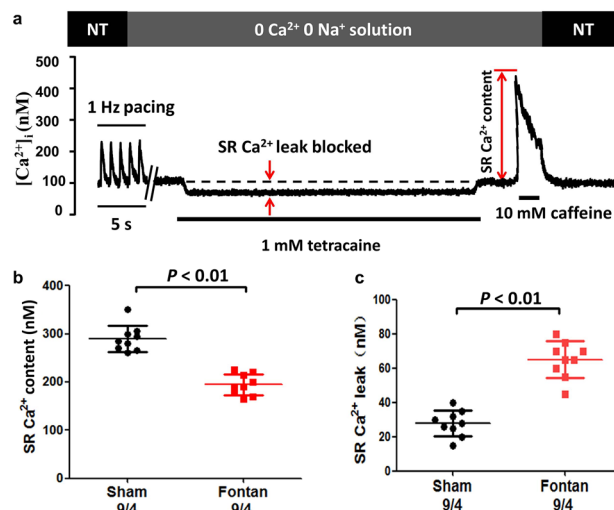 a
NT 0 Ca²⁺ 0 Na⁺ solution NT
[Ca²⁺]ᵢ (nM)
500
400
300
200
100
0
1 Hz pacing
5 s
SR Ca²⁺ leak blocked
1 mM tetracaine
SR Ca²⁺ content
10 mM caffeine
b
SR Ca²⁺ content (nM)
400
300
200
100
0
P < 0.01
Sham
9/4
Fontan
9/4
c
SR Ca²⁺ leak (nM)
100
80
60
40
20
0
P < 0.01
Sham
9/4
Fontan
9/4